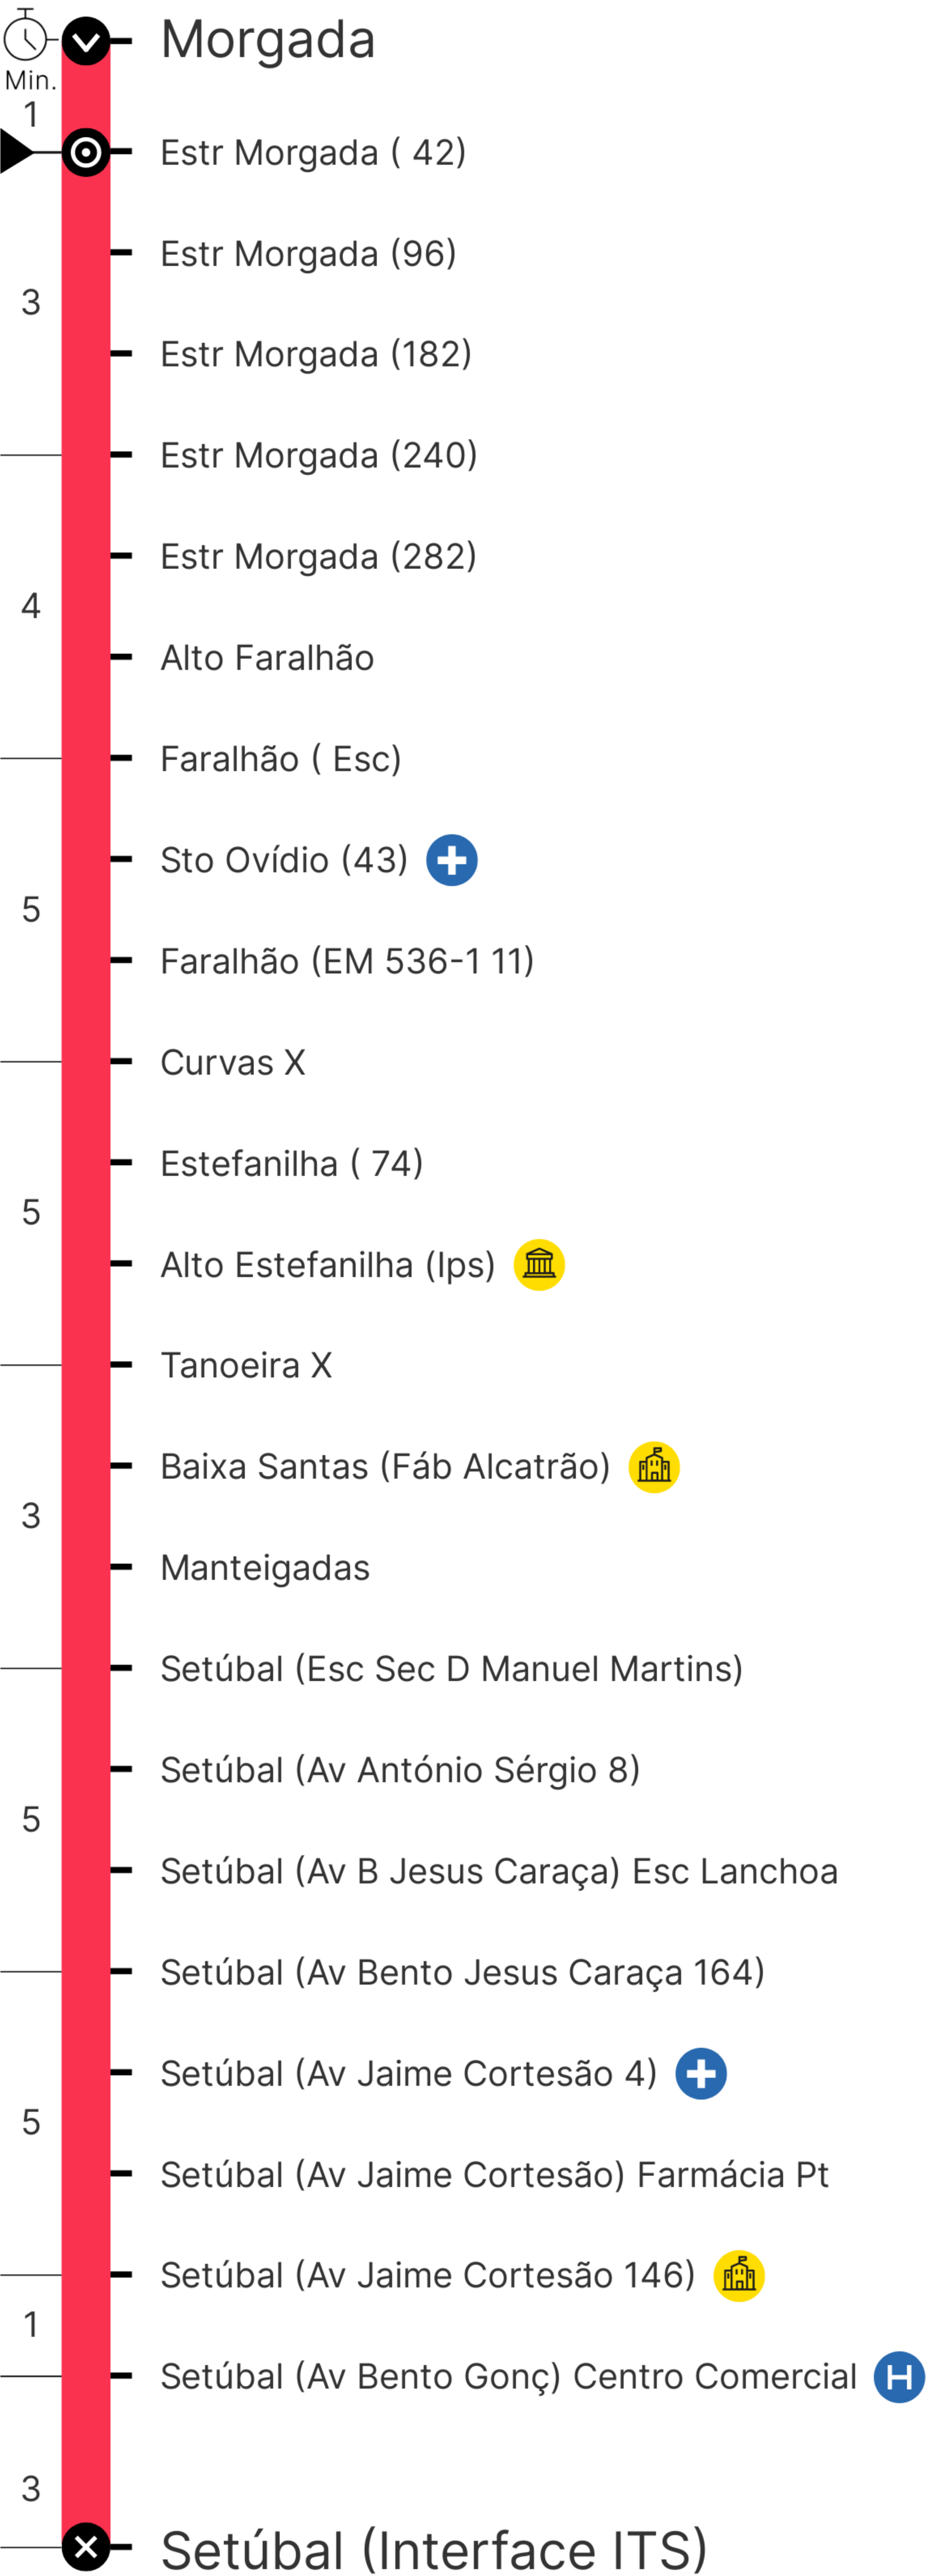 Morgada
Min.
1
Estr Morgada ( 42)
Estr Morgada (96)
3
Estr Morgada (182)
Estr Morgada (240)
Estr Morgada (282)
4
Alto Faralhão
Faralhão ( Esc)
Sto Ovídio (43)
5
Faralhão (EM 536-1 11)
Curvas X
Estefanilha ( 74)
5
Alto Estefanilha (Ips)
Tanoeira X
Baixa Santas (Fáb Alcatrão)
3
Manteigadas
Setúbal (Esc Sec D Manuel Martins)
Setúbal (Av António Sérgio 8)
5
Setúbal (Av B Jesus Caraça) Esc Lanchoa
Setúbal (Av Bento Jesus Caraça 164)
Setúbal (Av Jaime Cortesão 4)
5
Setúbal (Av Jaime Cortesão) Farmácia Pt
Setúbal (Av Jaime Cortesão 146)
1
Setúbal (Av Bento Gonç) Centro Comercial H
3
Setúbal (Interface ITS)